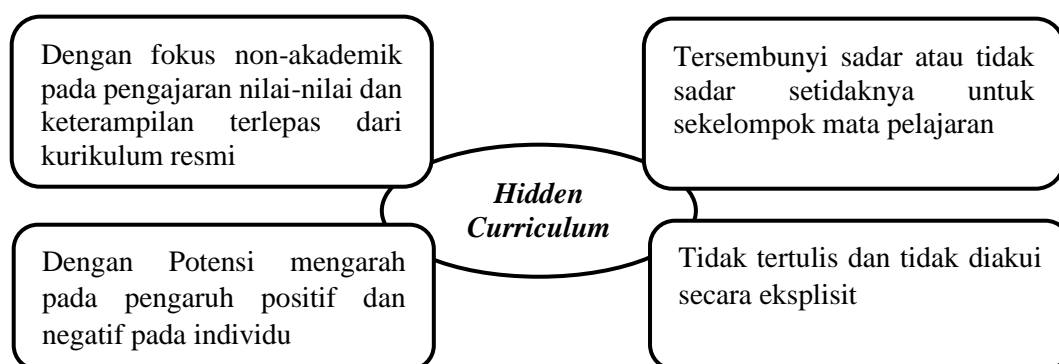 Dengan fokus non-akademik
pada pengajaran nilai-nilai dan
keterampilan terlepas dari
kurikulum resmi
Tersembunyi sadar atau tidak
sadar setidaknya untuk
sekelompok mata pelajaran
Hidden
Curriculum
Dengan Potensi mengarah
pada pengaruh positif dan
negatif pada individu
Tidak tertulis dan tidak diakui
secara eksplisit